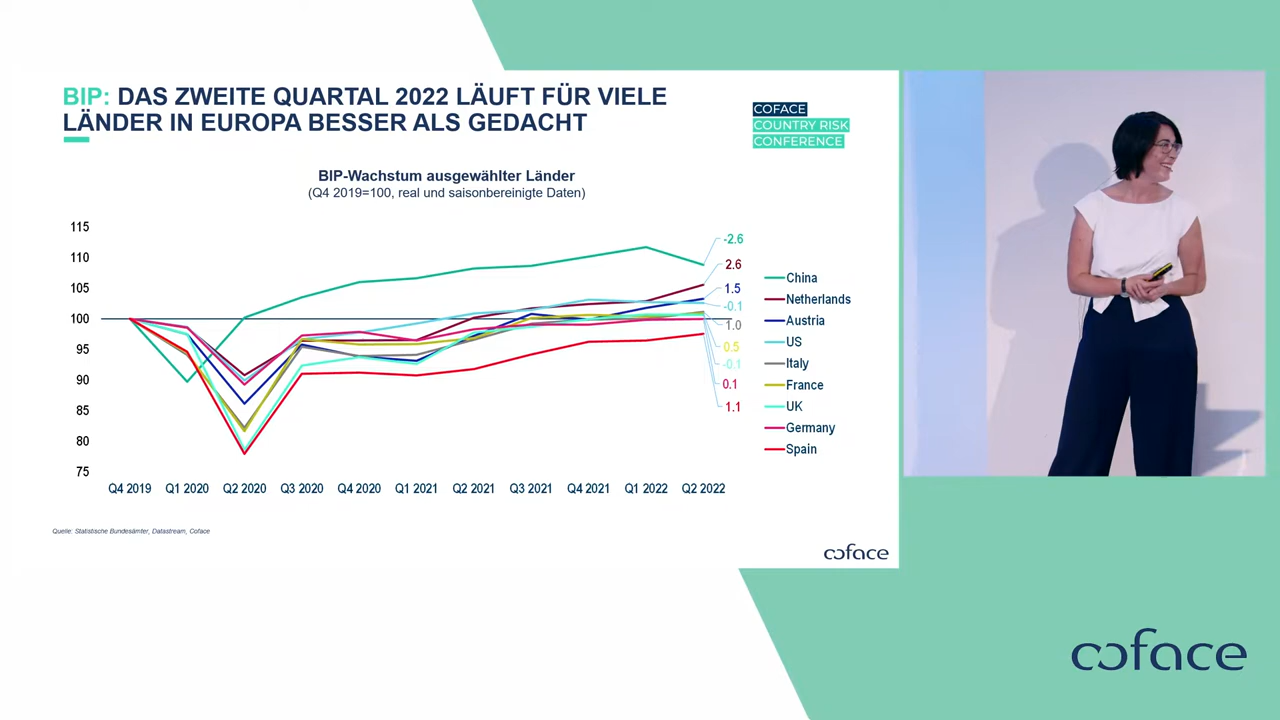 BIP: DAS ZWEITE QUARTAL 2022 LÄUFT FÜR VIELE
LÄNDER IN EUROPA BESSER ALS GEDACHT
COFACE
COUNTRY RISK
CONFERENCE
BIP-Wachstum ausgewählter Länder
(Q4 2019=100, real und saisonbereinigte Daten)
115
110
105
100
95
90
85
80
75
Q4 2019 Q1 2020 Q2 2020 Q3 2020 Q4 2020 Q1 2021 Q2 2021 Q3 2021 Q4 2021 Q1 2022 Q2 2022
-2.6
2.6
1.5
-0.1
1.0
0.5
-0.1
0.1
1.1
China
Netherlands
Austria
US
Italy
France
UK
Germany
Spain
Quelle: Statistische Bundesämter, Datastream, Coface
coface
coface